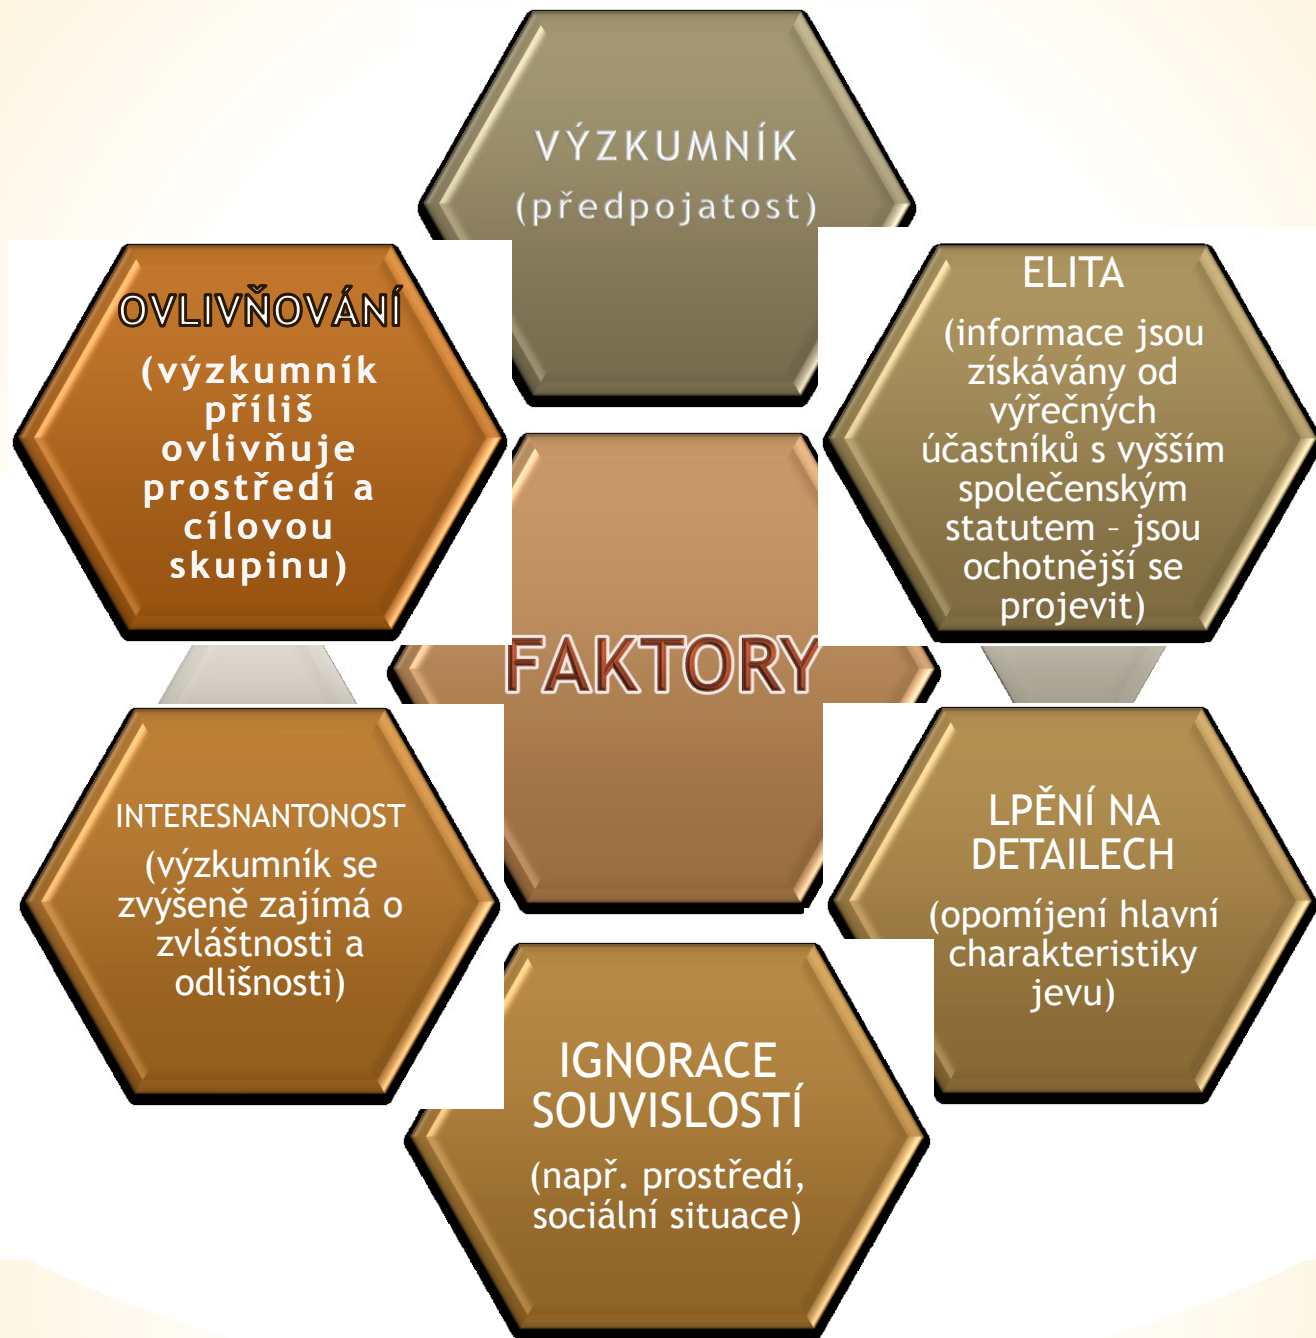 VÝZKUMNÍK
(předpojatost)
OVLIVŇOVÁNÍ
(výzkumník
příliš
ovlivňuje
prostředí a
cílovou
skupinu)
ELITA
(informace jsou
získávány od
výřečných
účastníků s vyšším
společenským
statutem – jsou
ochotnější se
projevit)
FAKTORY
INTERESNANTONOST
(výzkumník se
zvýšeně zajímá o
zvláštnosti a
odlišnosti)
LPĚNÍ NA
DETAILECH
(opomíjení hlavní
charakteristiky
jevu)
IGNORACE
SOUVISLOSTÍ
(např. prostředí,
sociální situace)